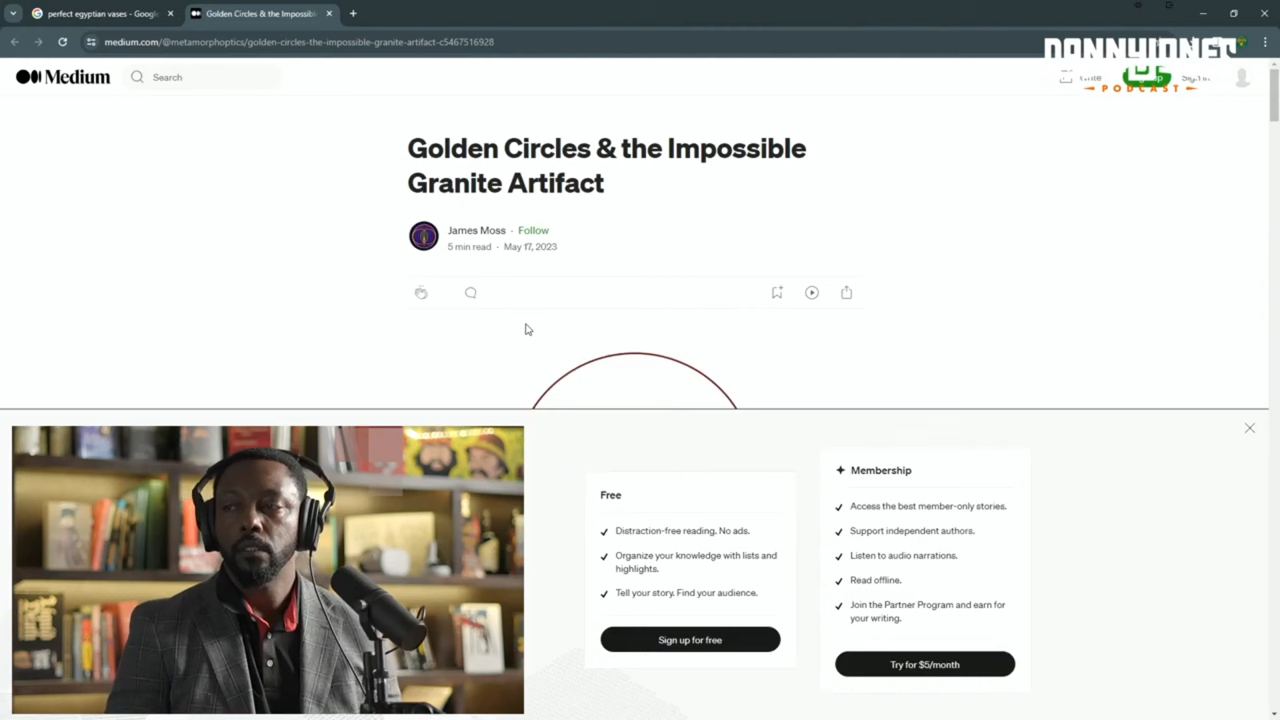 perfect egyptian vases - Google
Golden Circles & the Impossible
medium.com/@metamorphoptics/golden-circles-the-impossible-granite-artifact-c5467516928
Medium
Search
PODCAST
Golden Circles & the Impossible
Granite Artifact
James Moss · Follow
5 min read · May 17, 2023
Free
Distraction-free reading. No ads.
Organize your knowledge with lists and
highlights.
Tell your story. Find your audience.
Sign up for free
Membership
Access the best member-only stories.
Support independent authors.
Listen to audio narrations.
Read offline.
Join the Partner Program and earn for
your writing.
Try for $5/month